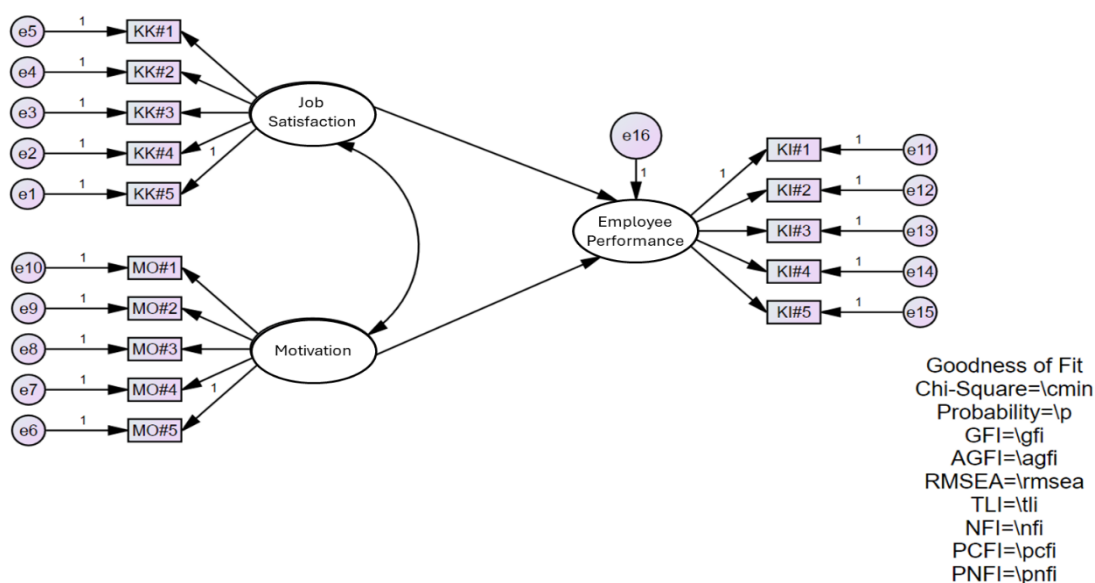 e5 1 KK#1
e4 1 KK#2
e3 1 KK#3
e2 1 KK#4
e1 1 KK#5
1
Job
Satisfaction
e10 1 MO#1
e9 1 MO#2
e8 1 MO#3
e7 1 MO#4
e6 1 MO#5
1
Motivation
e16
1
Employee
Performance
1
KI#1 1 e11
KI#2 1 e12
KI#3 1 e13
KI#4 1 e14
KI#5 1 e15
Goodness of Fit
Chi-Square=\cmin
Probability=\p
GFI=\gfi
AGFI=\agfi
RMSEA=\rmsea
TLI=\tli
NFI=\nfi
PCFI=\pcfi
PNFI=\pnfi